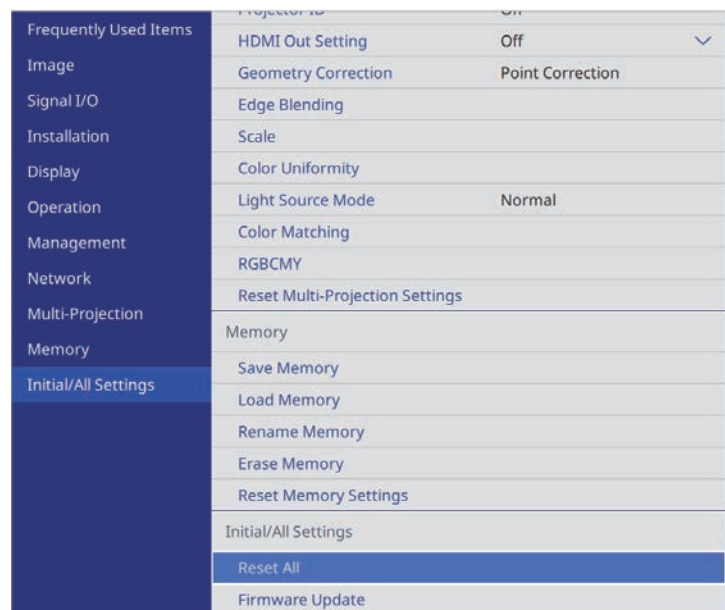 Frequently Used Items
Image
Signal I/O
Installation
Display
Operation
Management
Network
Multi-Projection
Memory
Initial/All Settings
HDMI Out Setting Off
Geometry Correction Point Correction
Edge Blending
Scale
Color Uniformity
Light Source Mode Normal
Color Matching
RGBCMY
Reset Multi-Projection Settings
Memory
Save Memory
Load Memory
Rename Memory
Erase Memory
Reset Memory Settings
Initial/All Settings
Reset All
Firmware Update